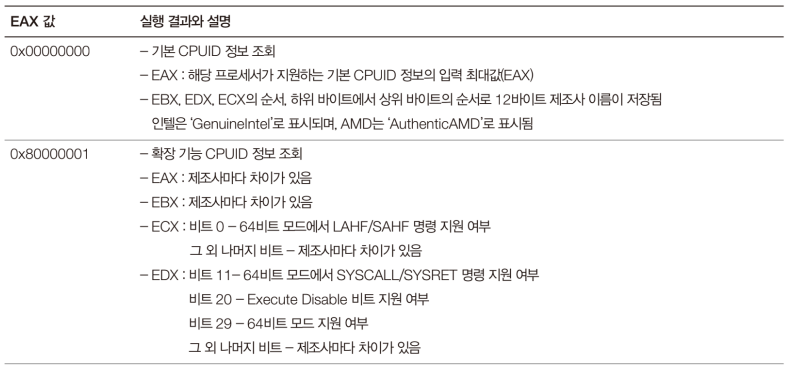 EAX 값 실행 결과와 설명
0x00000000 – 기본 CPUID 정보 조회
– EAX : 해당 프로세서가 지원하는 기본 CPUID 정보의 입력 최대값(EAX)
– EBX, EDX, ECX의 순서, 하위 바이트에서 상위 바이트의 순서로 12바이트 제조사 이름이 저장됨
인텔은 ‘GenuineIntel’로 표시되며, AMD는 ‘AuthenticAMD’로 표시됨
0x80000001 – 확장 기능 CPUID 정보 조회
– EAX : 제조사마다 차이가 있음
– EBX : 제조사마다 차이가 있음
– ECX : 비트 0 – 64비트 모드에서 LAHF/SAHF 명령 지원 여부
그 외 나머지 비트 – 제조사마다 차이가 있음
– EDX : 비트 11– 64비트 모드에서 SYSCALL/SYSRET 명령 지원 여부
비트 20 – Execute Disable 비트 지원 여부
비트 29 – 64비트 모드 지원 여부
그 외 나머지 비트 – 제조사마다 차이가 있음